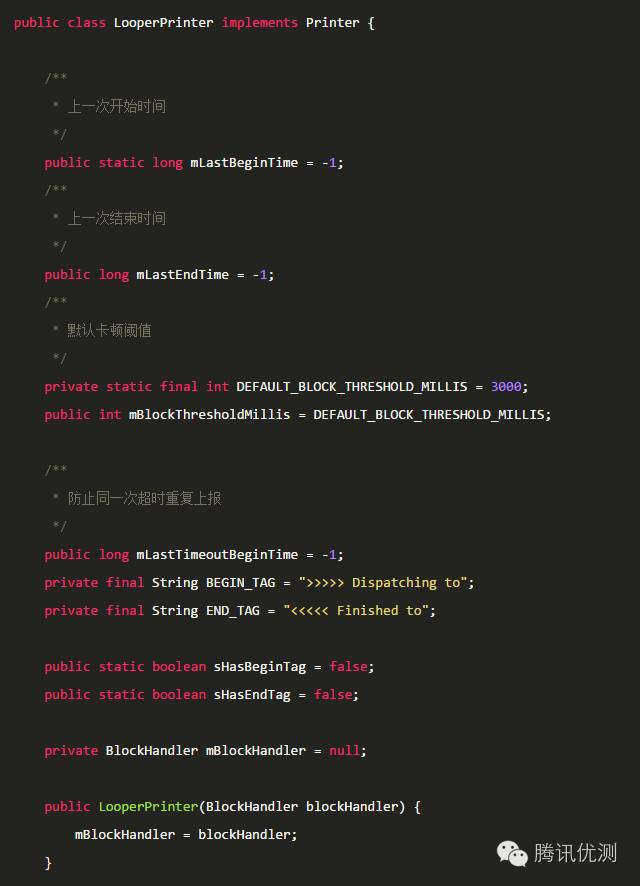 public class LooperPrinter implements Printer {
/**
* 上一次开始时间
*/
public static long mLastBeginTime = -1;
/**
* 上一次结束时间
*/
public long mLastEndTime = -1;
/**
* 默认卡顿阈值
*/
private static final int DEFAULT_BLOCK_THRESHOLD_MILLIS = 3000;
public int mBlockThresholdMillis = DEFAULT_BLOCK_THRESHOLD_MILLIS;
/**
* 防止同一次超时重复上报
*/
public long mLastTimeoutBeginTime = -1;
private final String BEGIN_TAG = ">>>>> Dispatching to";
private final String END_TAG = "<<<<< Finished to";
public static boolean sHasBeginTag = false;
public static boolean sHasEndTag = false;
private BlockHandler mBlockHandler = null;
public LooperPrinter(BlockHandler blockHandler) {
mBlockHandler = blockHandler;
}
腾讯优测